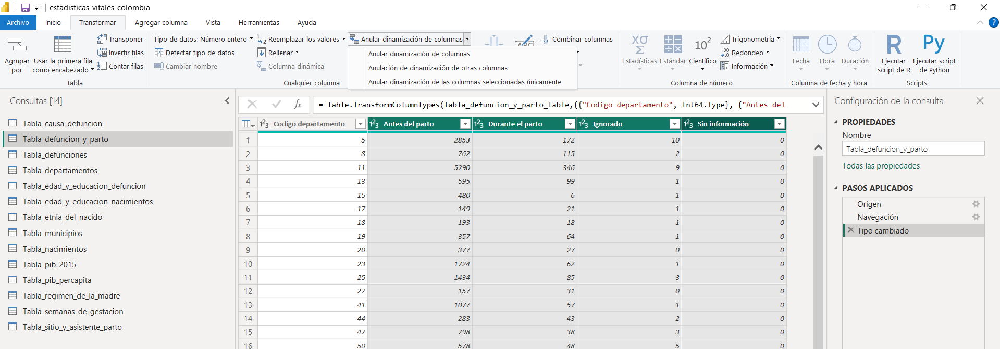 estadisticas_vitales_colombia
Archivo Inicio Transformar Agregar columna Vista Herramientas Ayuda
Agrupar por
Usar la primera fila como encabezado
Transponer
Invertir filas
Contar filas
Tabla
Tipo de datos: Número entero
Detectar tipo de datos
Cambiar nombre
Reemplazar los valores
Rellenar
Columna dinámica
Cualquier columna
Anular dinamización de columnas
Anular dinamización de columnas
Anulación de dinamización de otras columnas
Anular dinamización de las columnas seleccionadas únicamente
Combinar columnas
Estadísticas
Estándar
Científico
Trigonometría
Redondeo
Información
Columna de número
Fecha
Hora
Duración
Columna de fecha y hora
Ejecutar script de R
Ejecutar script de Python
Scripts
Consultas [14]
Tabla_causa_defuncion
Tabla_defuncion_y_parto
Tabla_defunciones
Tabla_departamentos
Tabla_edad_y_educacion_defuncion
Tabla_edad_y_educacion_nacimientos
Tabla_etnia_del_nacido
Tabla_municipios
Tabla_nacimientos
Tabla_pib_2015
Tabla_pib_percapita
Tabla_regimen_de_la_madre
Tabla_semanas_de_gestacion
Tabla_sitio_y_asistente_parto
fx = Table.TransformColumnTypes(Tabla_defuncion_y_parto_Table,{{"Codigo departamento", Int64.Type}, {"Antes del
Codigo departamento Antes del parto Durante el parto Ignorado Sin información
1 5 2853 172 10 0
2 8 762 115 2 0
3 11 5290 346 9 0
4 13 595 99 1 0
5 15 480 6 1 0
6 17 149 21 1 0
7 18 193 18 1 0
8 19 357 64 1 0
9 20 377 27 0 0
10 23 1724 62 1 0
11 25 1434 85 3 0
12 27 157 31 0 0
13 41 1077 57 1 0
14 44 283 43 2 0
15 47 798 38 3 0
16 50 578 48 5 0
Configuración de la consulta
PROPIEDADES
Nombre
Tabla_defuncion_y_parto
Todas las propiedades
PASOS APLICADOS
Origen
Navegación
Tipo cambiado